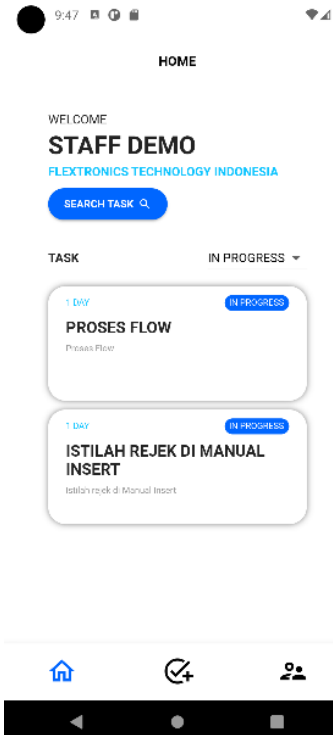 9:47
HOME
WELCOME
STAFF DEMO
FLEXTRONICS TECHNOLOGY INDONESIA
SEARCH TASK
TASK
IN PROGRESS
1 DAY
IN PROGRESS
PROSES FLOW
Proses Flow
1 DAY
IN PROGRESS
ISTILAH REJEK DI MANUAL
INSERT
Istilah rejek di Manual Insert